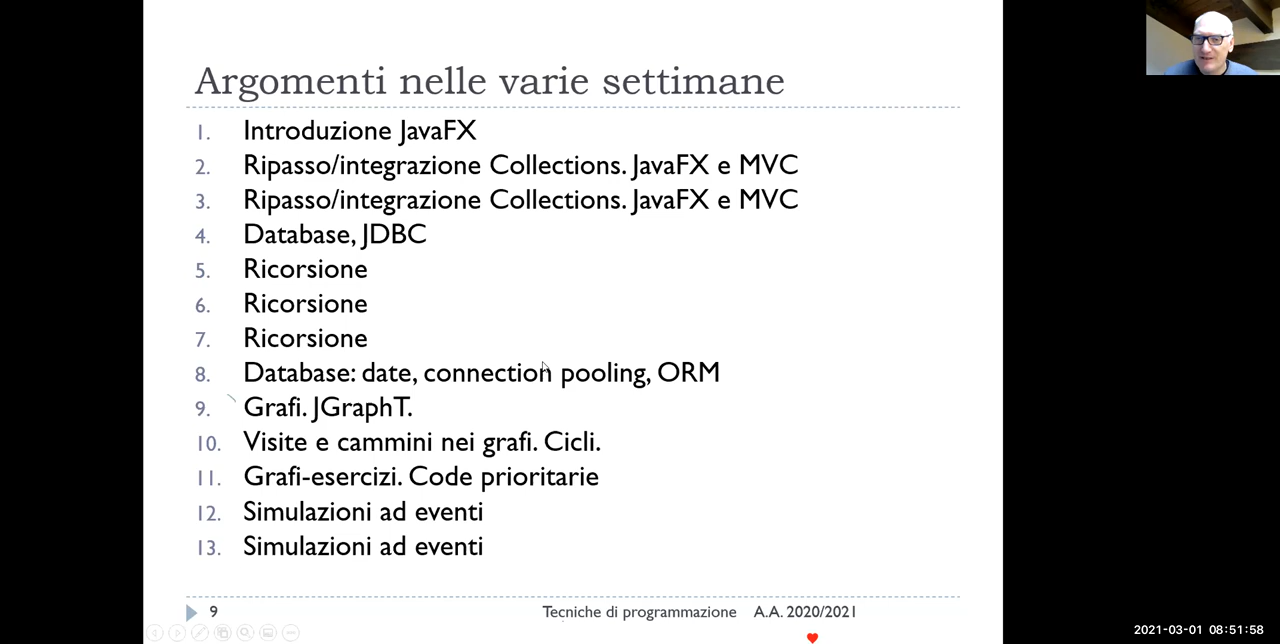 Argomenti nelle varie settimane
1. Introduzione JavaFX
2. Ripasso/integrazione Collections. JavaFX e MVC
3. Ripasso/integrazione Collections. JavaFX e MVC
4. Database, JDBC
5. Ricorsione
6. Ricorsione
7. Ricorsione
8. Database: date, connection pooling, ORM
9. Grafi. JGraphT.
10. Visite e cammini nei grafi. Cicli.
11. Grafi-esercizi. Code prioritarie
12. Simulazioni ad eventi
13. Simulazioni ad eventi
9 Tecniche di programmazione A.A. 2020/2021
2021-03-01 08:51:58